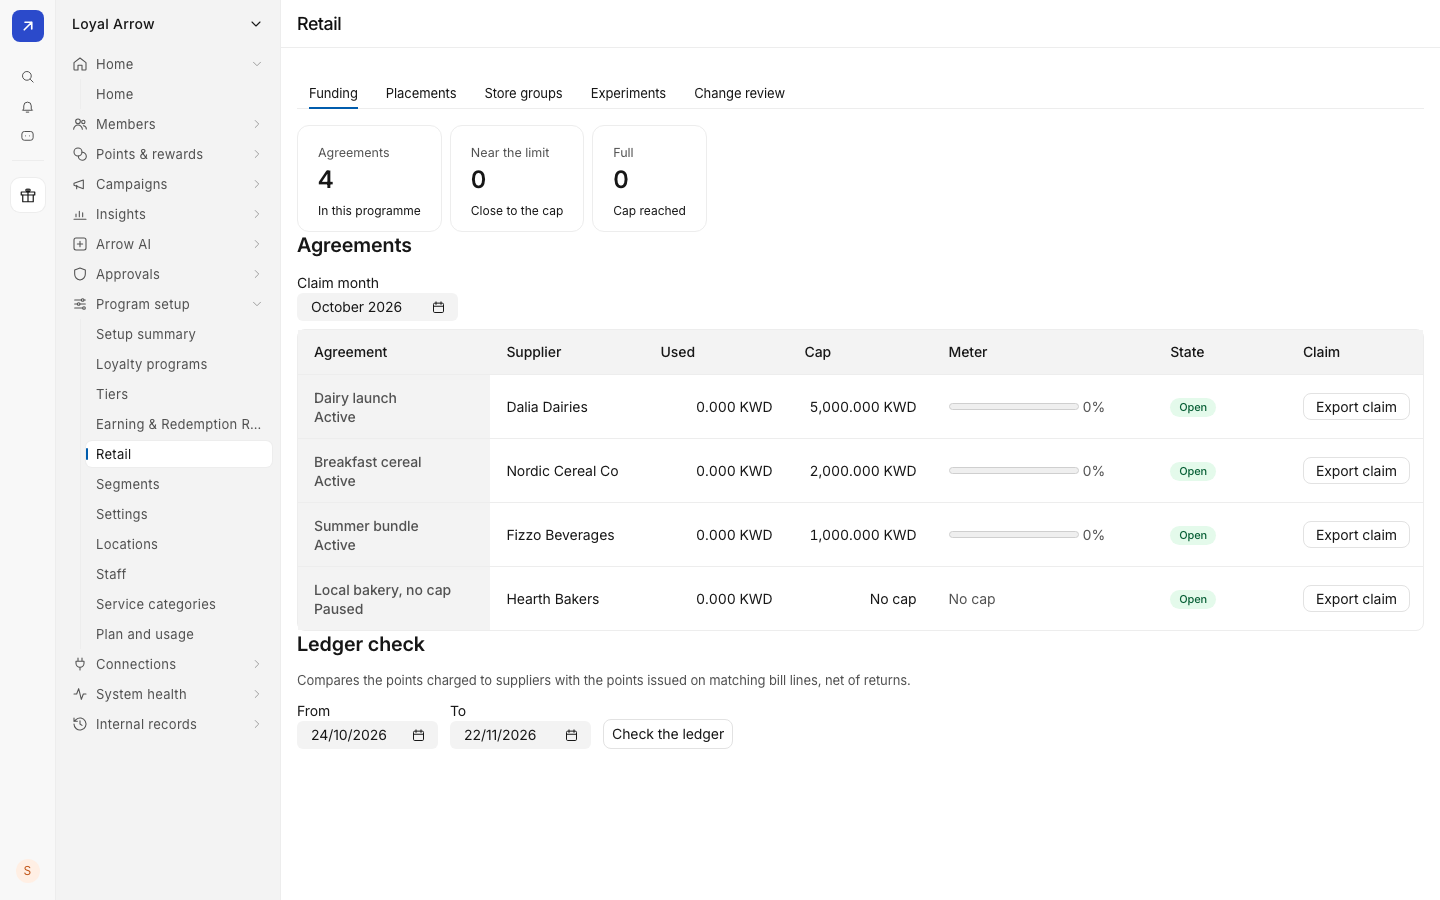 Loyal Arrow
Home
Home
Members
Points & rewards
Campaigns
Insights
Arrow AI
Approvals
Program setup
Setup summary
Loyalty programs
Tiers
Earning & Redemption R...
Retail
Segments
Settings
Locations
Staff
Service categories
Plan and usage
Connections
System health
Internal records
S
Retail
Funding Placements Store groups Experiments Change review
Agreements
4
In this programme
Near the limit
0
Close to the cap
Full
0
Cap reached
Agreements
Claim month
October 2026
Agreement Supplier Used Cap Meter State Claim
Dairy launch
Active
Dalia Dairies 0.000 KWD 5,000.000 KWD 0% Open Export claim
Breakfast cereal
Active
Nordic Cereal Co 0.000 KWD 2,000.000 KWD 0% Open Export claim
Summer bundle
Active
Fizzo Beverages 0.000 KWD 1,000.000 KWD 0% Open Export claim
Local bakery, no cap
Paused
Hearth Bakers 0.000 KWD No cap No cap Open Export claim
Ledger check
Compares the points charged to suppliers with the points issued on matching bill lines, net of returns.
From To
24/10/2026 22/11/2026 Check the ledger